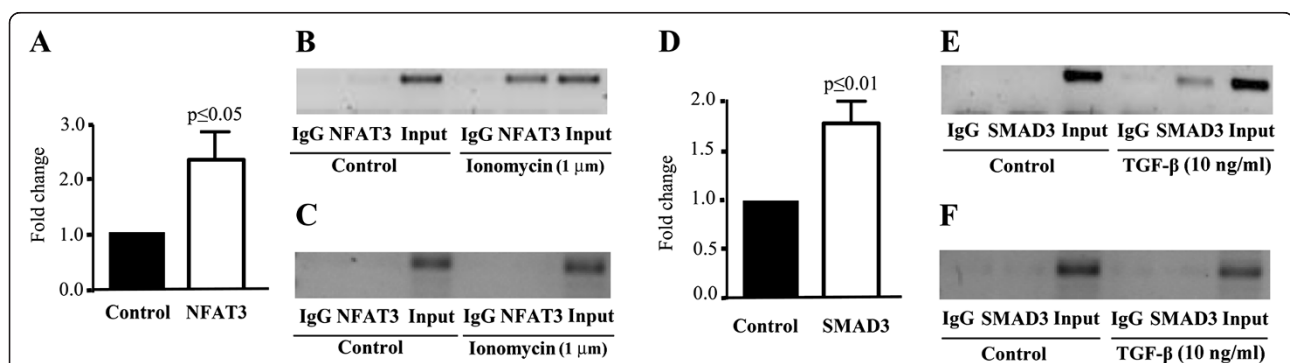 A
Fold change
3.0
2.0
1.0
0.0
p≤0.05
Control NFAT3
B
IgG NFAT3 Input IgG NFAT3 Input
Control Ionomycin (1 μm)
C
IgG NFAT3 Input IgG NFAT3 Input
Control Ionomycin (1 μm)
D
Fold change
2.0
1.5
1.0
0.5
0.0
p≤0.01
Control SMAD3
E
IgG SMAD3 Input IgG SMAD3 Input
Control TGF-β (10 ng/ml)
F
IgG SMAD3 Input IgG SMAD3 Input
Control TGF-β (10 ng/ml)